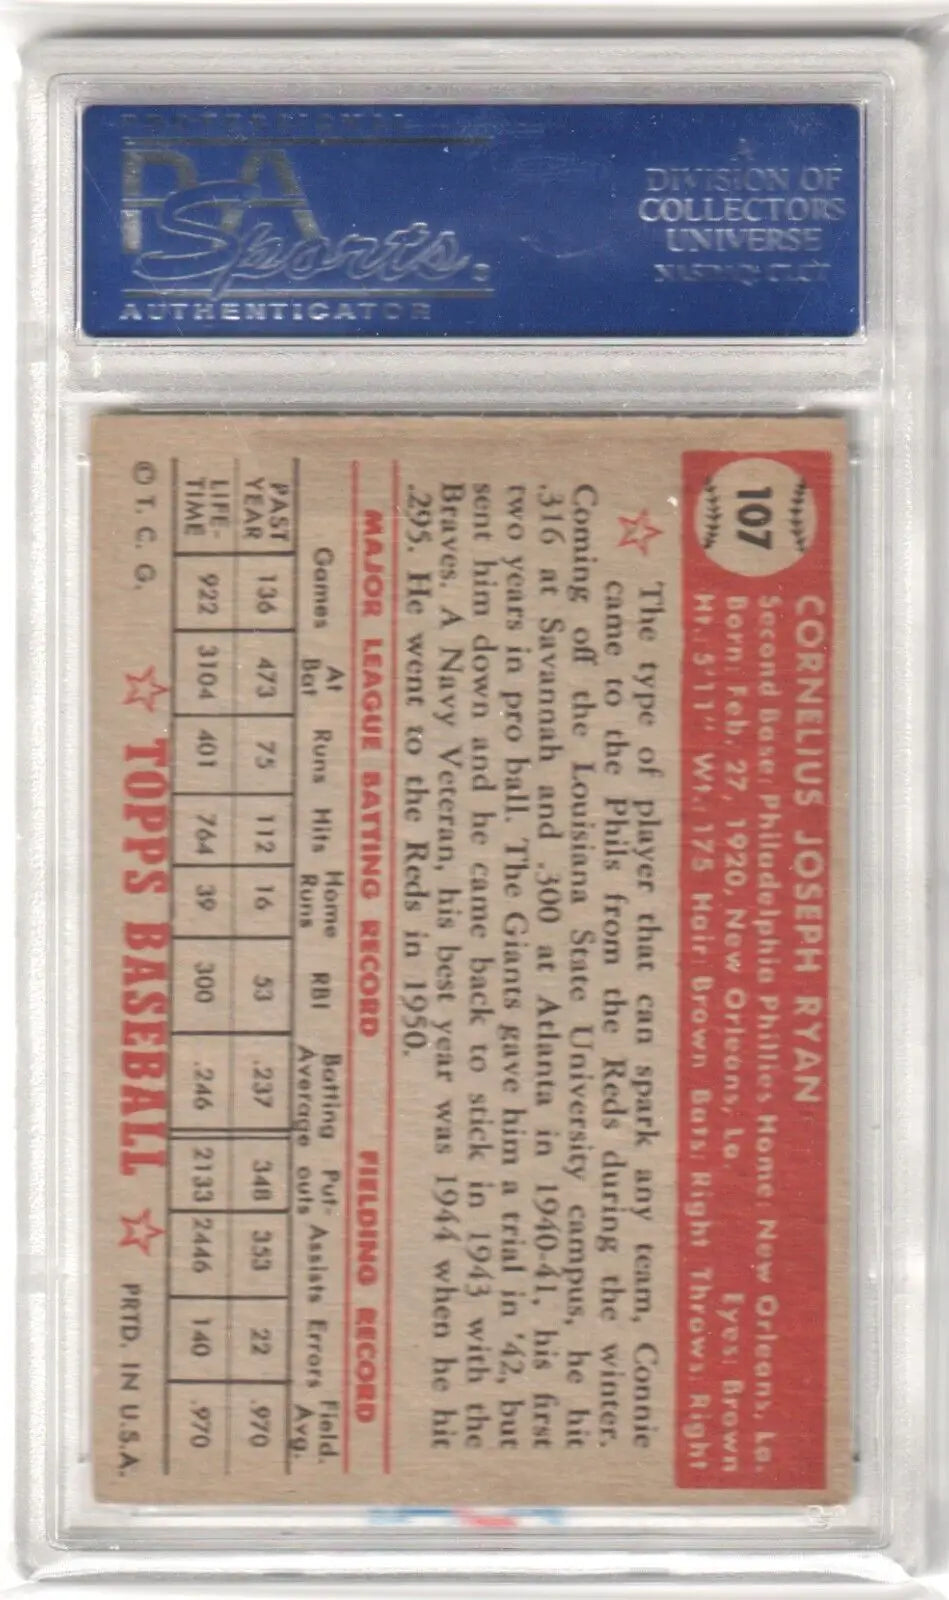 PROFESSIONAL
PSA
Sports
AUTHENTICATOR
A
DIVISION OF
COLLECTORS
UNIVERSE
NASDAQ: CLCT
107
CORNELIUS JOSEPH RYAN
Second Base, Philadelphia Phillies Home: New Orleans, La.
Born: Feb, 27, 1920, New Orleans, La. Eyes: Brown
Ht.: 5'11" Wt.: 175 Hair: Brown Bats: Right Throws: Right
The type of player that can spark any team, Connie
came to the Phils from the Reds during the winter.
Coming off the Louisiana State University campus, he hit
.316 at Savannah and .300 at Atlanta in 1940-41, his first
two years in pro ball. The Giants gave him a trial in '42, but
sent him down and he came back to stick in 1943 with the
Braves. A Navy Veteran, his best year was 1944 when he hit
.295. He went to the Reds in 1950.
MAJOR LEAGUE BATTING RECORD FIELDING RECORD
Games At Bat Runs Hits Home Runs RBI Batting Average Put-outs Assists Errors Field. Avg.
PAST YEAR 136 473 75 112 16 53 .237 348 353 22 .970
LIFE-TIME 922 3104 401 764 39 300 .246 2133 2446 140 .970
© T. C. G. TOPPS BASEBALL PRTD. IN U.S.A.